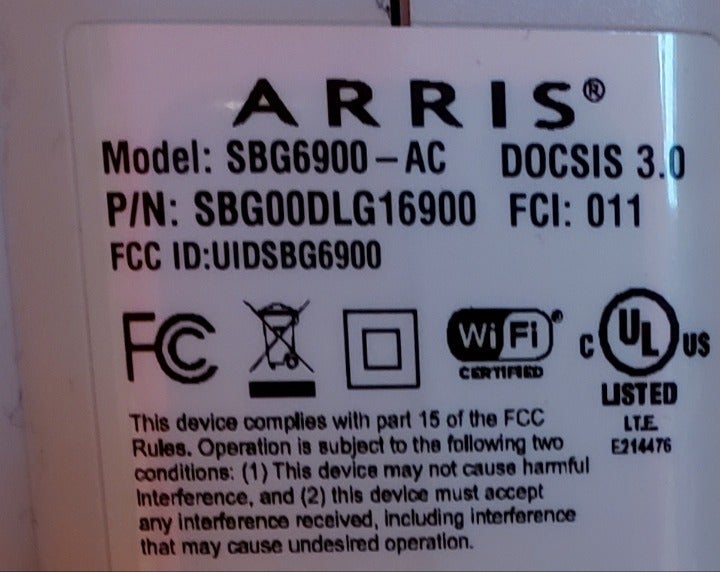 ARRIS®
Model: SBG6900-AC DOCSIS 3.0
P/N: SBG00DLG16900 FCI: 011
FCC ID:UIDSBG6900
FC
WiFi®
CERTIFIED
C UL US
LISTED
I.T.E.
E214476
This device complies with part 15 of the FCC
Rules. Operation is subject to the following two
conditions: (1) This device may not cause harmful
Interference, and (2) this device must accept
any interference received, including interference
that may cause undesired operation.